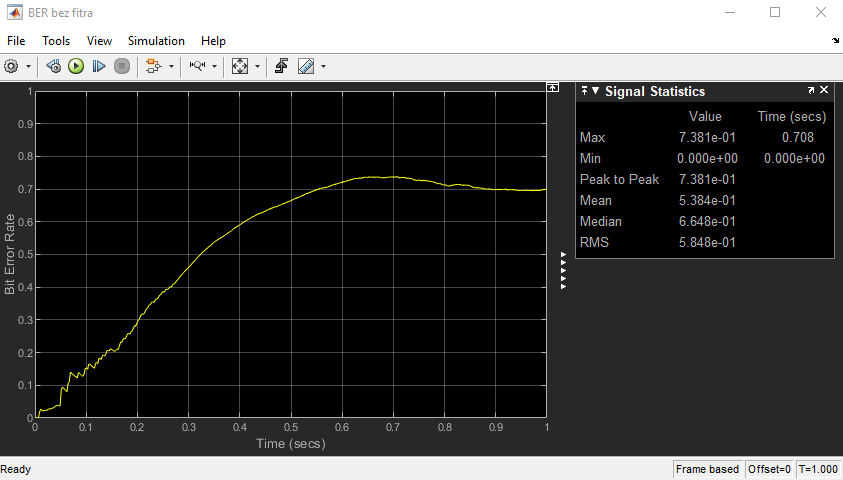 BER bez fitra
File Tools View Simulation Help
1
0.9
0.8
0.7
0.6
0.5
0.4
0.3
0.2
0.1
0
Bit Error Rate
0 0.1 0.2 0.3 0.4 0.5 0.6 0.7 0.8 0.9 1
Time (secs)
Signal Statistics
Value Time (secs)
Max 7.381e-01 0.708
Min 0.000e+00 0.000e+00
Peak to Peak 7.381e-01
Mean 5.384e-01
Median 6.648e-01
RMS 5.848e-01
Ready Frame based Offset=0 T=1.000